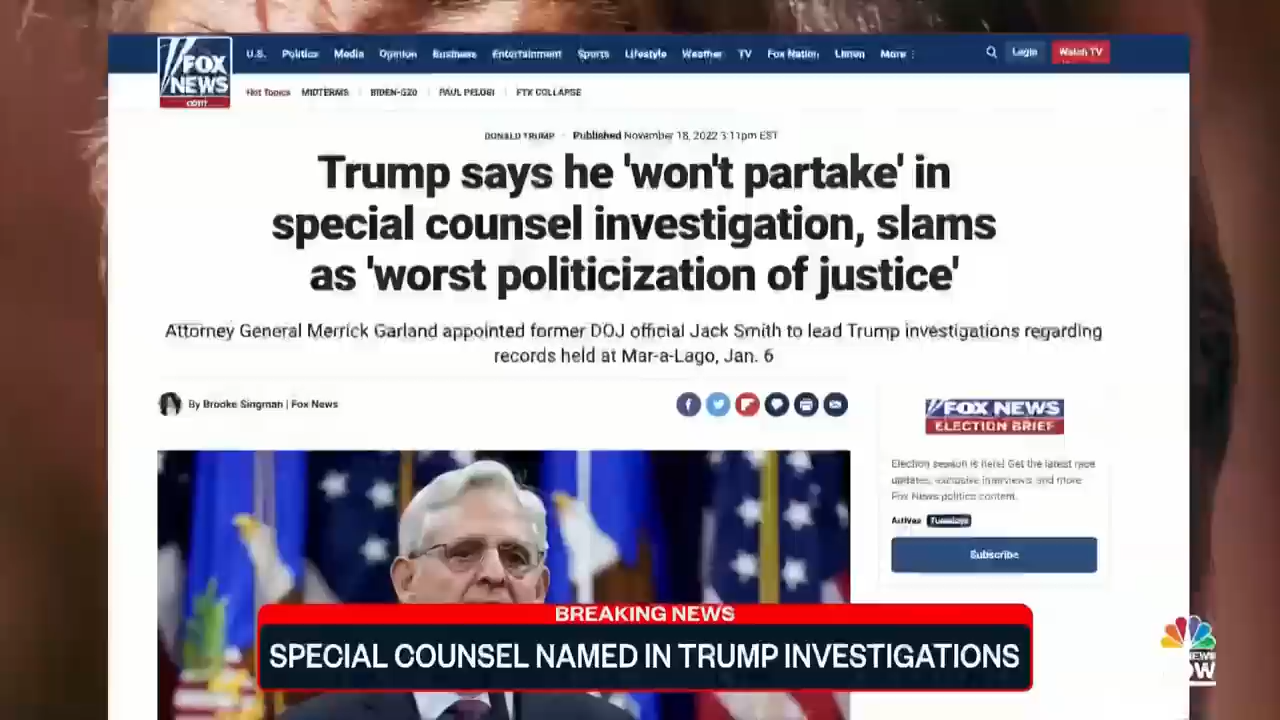 FOX NEWS .com
U.S. Politics Media Opinion Business Entertainment Sports Lifestyle Weather TV Fox Nation Listen More Login Watch TV
Hot Topics MIDTERMS BIDEN-G20 PAUL PELOSI FTX COLLAPSE
DONALD TRUMP · Published November 18, 2022 3:11pm EST
Trump says he 'won't partake' in
special counsel investigation, slams
as 'worst politicization of justice'
Attorney General Merrick Garland appointed former DOJ official Jack Smith to lead Trump investigations regarding
records held at Mar-a-Lago, Jan. 6
By Brooke Singman | Fox News
FOX NEWS
ELECTION BRIEF
Election season is here! Get the latest race
updates, exclusive interviews, and more
Fox News politics content.
Arrives Tuesdays
Subscribe
BREAKING NEWS
SPECIAL COUNSEL NAMED IN TRUMP INVESTIGATIONS
NEWS
NOW